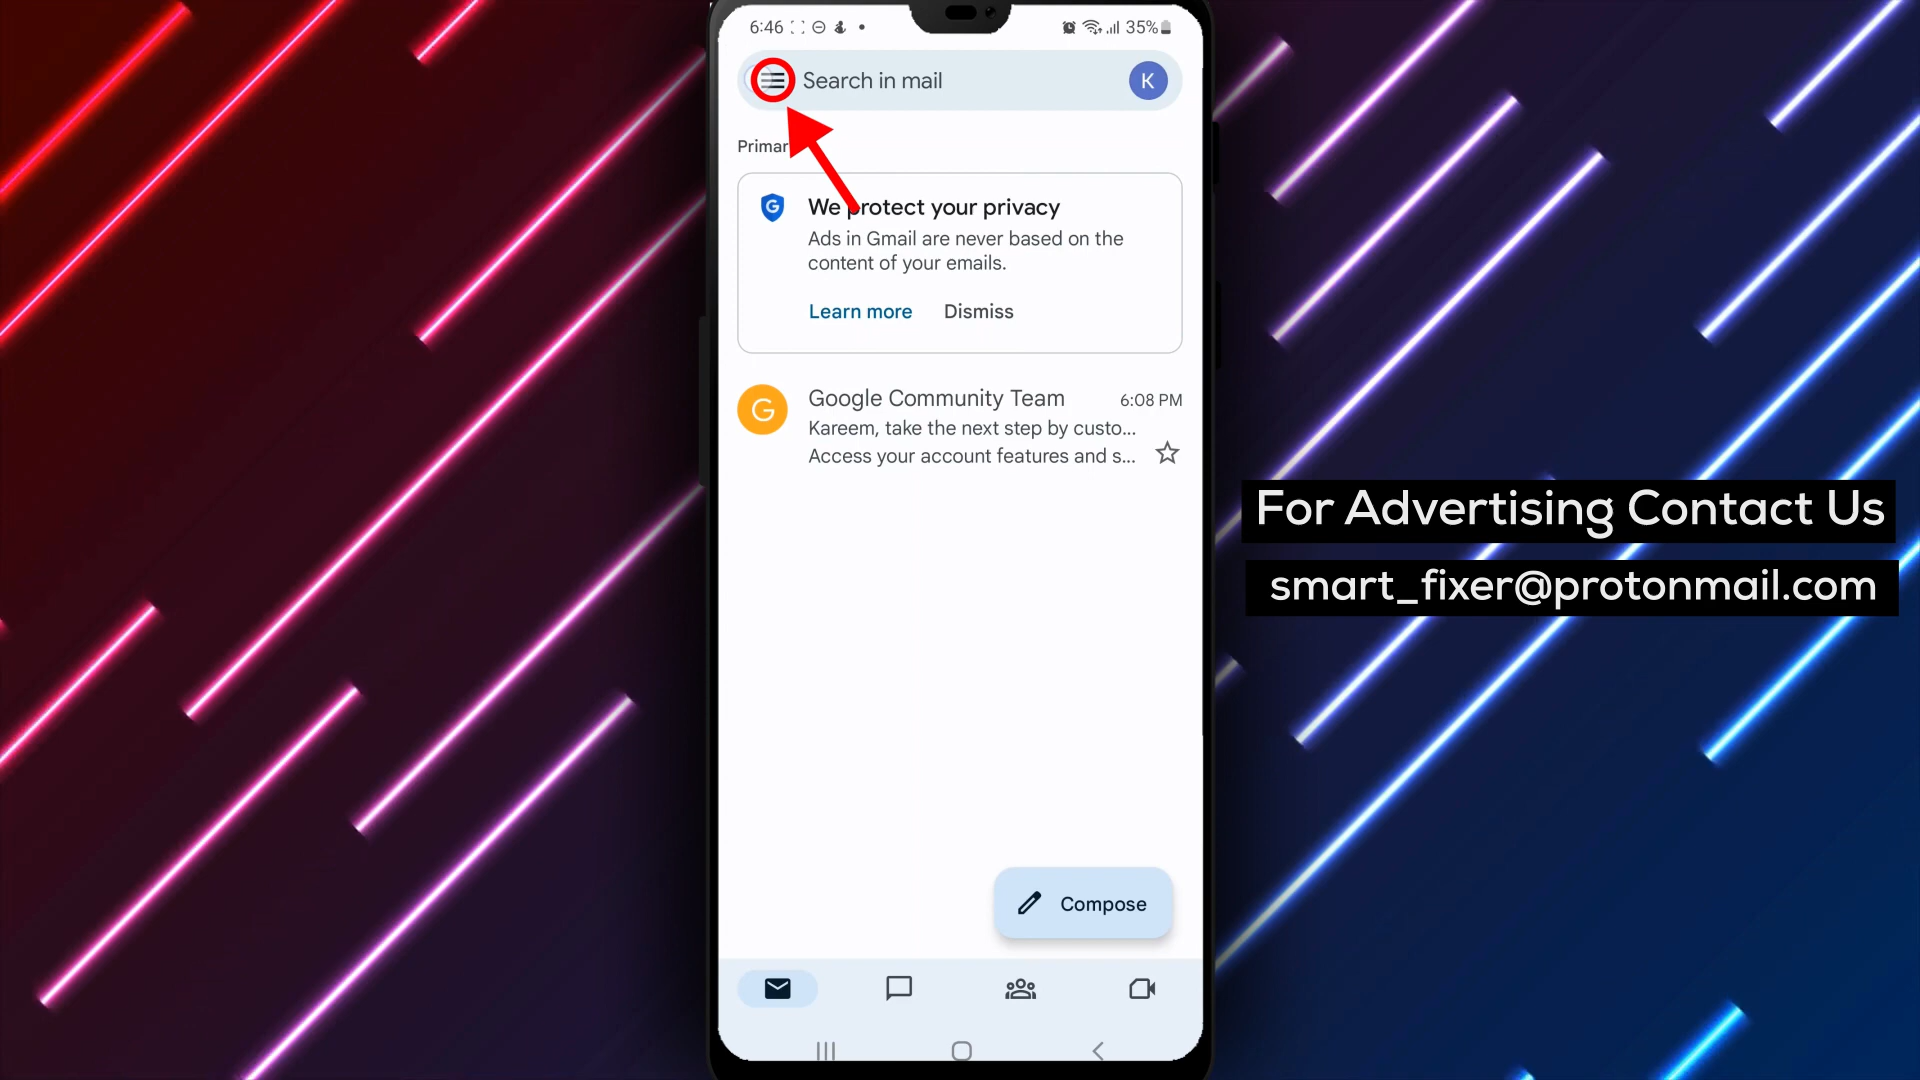 6:46
35%
Search in mail
K
Primar
We protect your privacy
Ads in Gmail are never based on the
content of your emails.
Learn more Dismiss
G
Google Community Team 6:08 PM
Kareem, take the next step by custo...
Access your account features and s...
Compose
For Advertising Contact Us
smart_fixer@protonmail.com